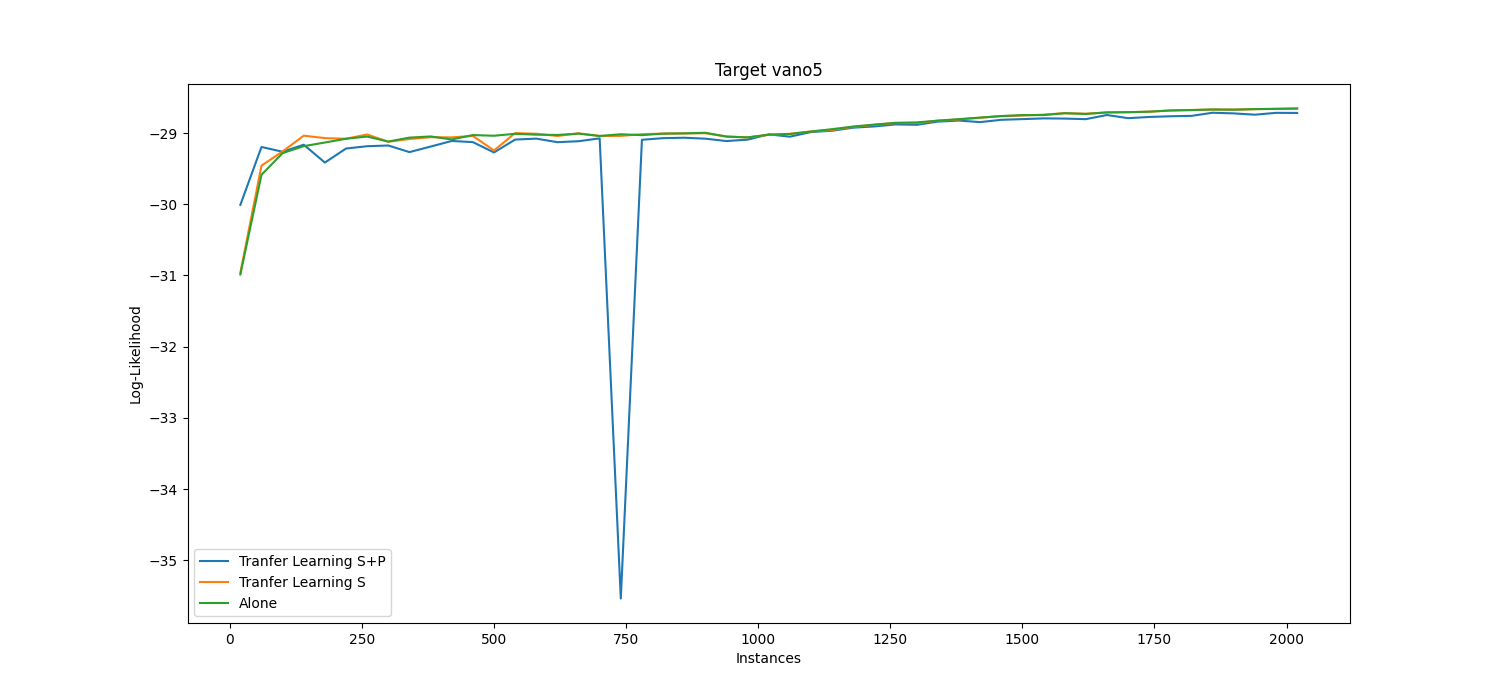 Target vano5
Log-Likelihood
−29
−30
−31
−32
−33
−34
−35
Tranfer Learning S+P
Tranfer Learning S
Alone
0 250 500 750 1000 1250 1500 1750 2000
Instances